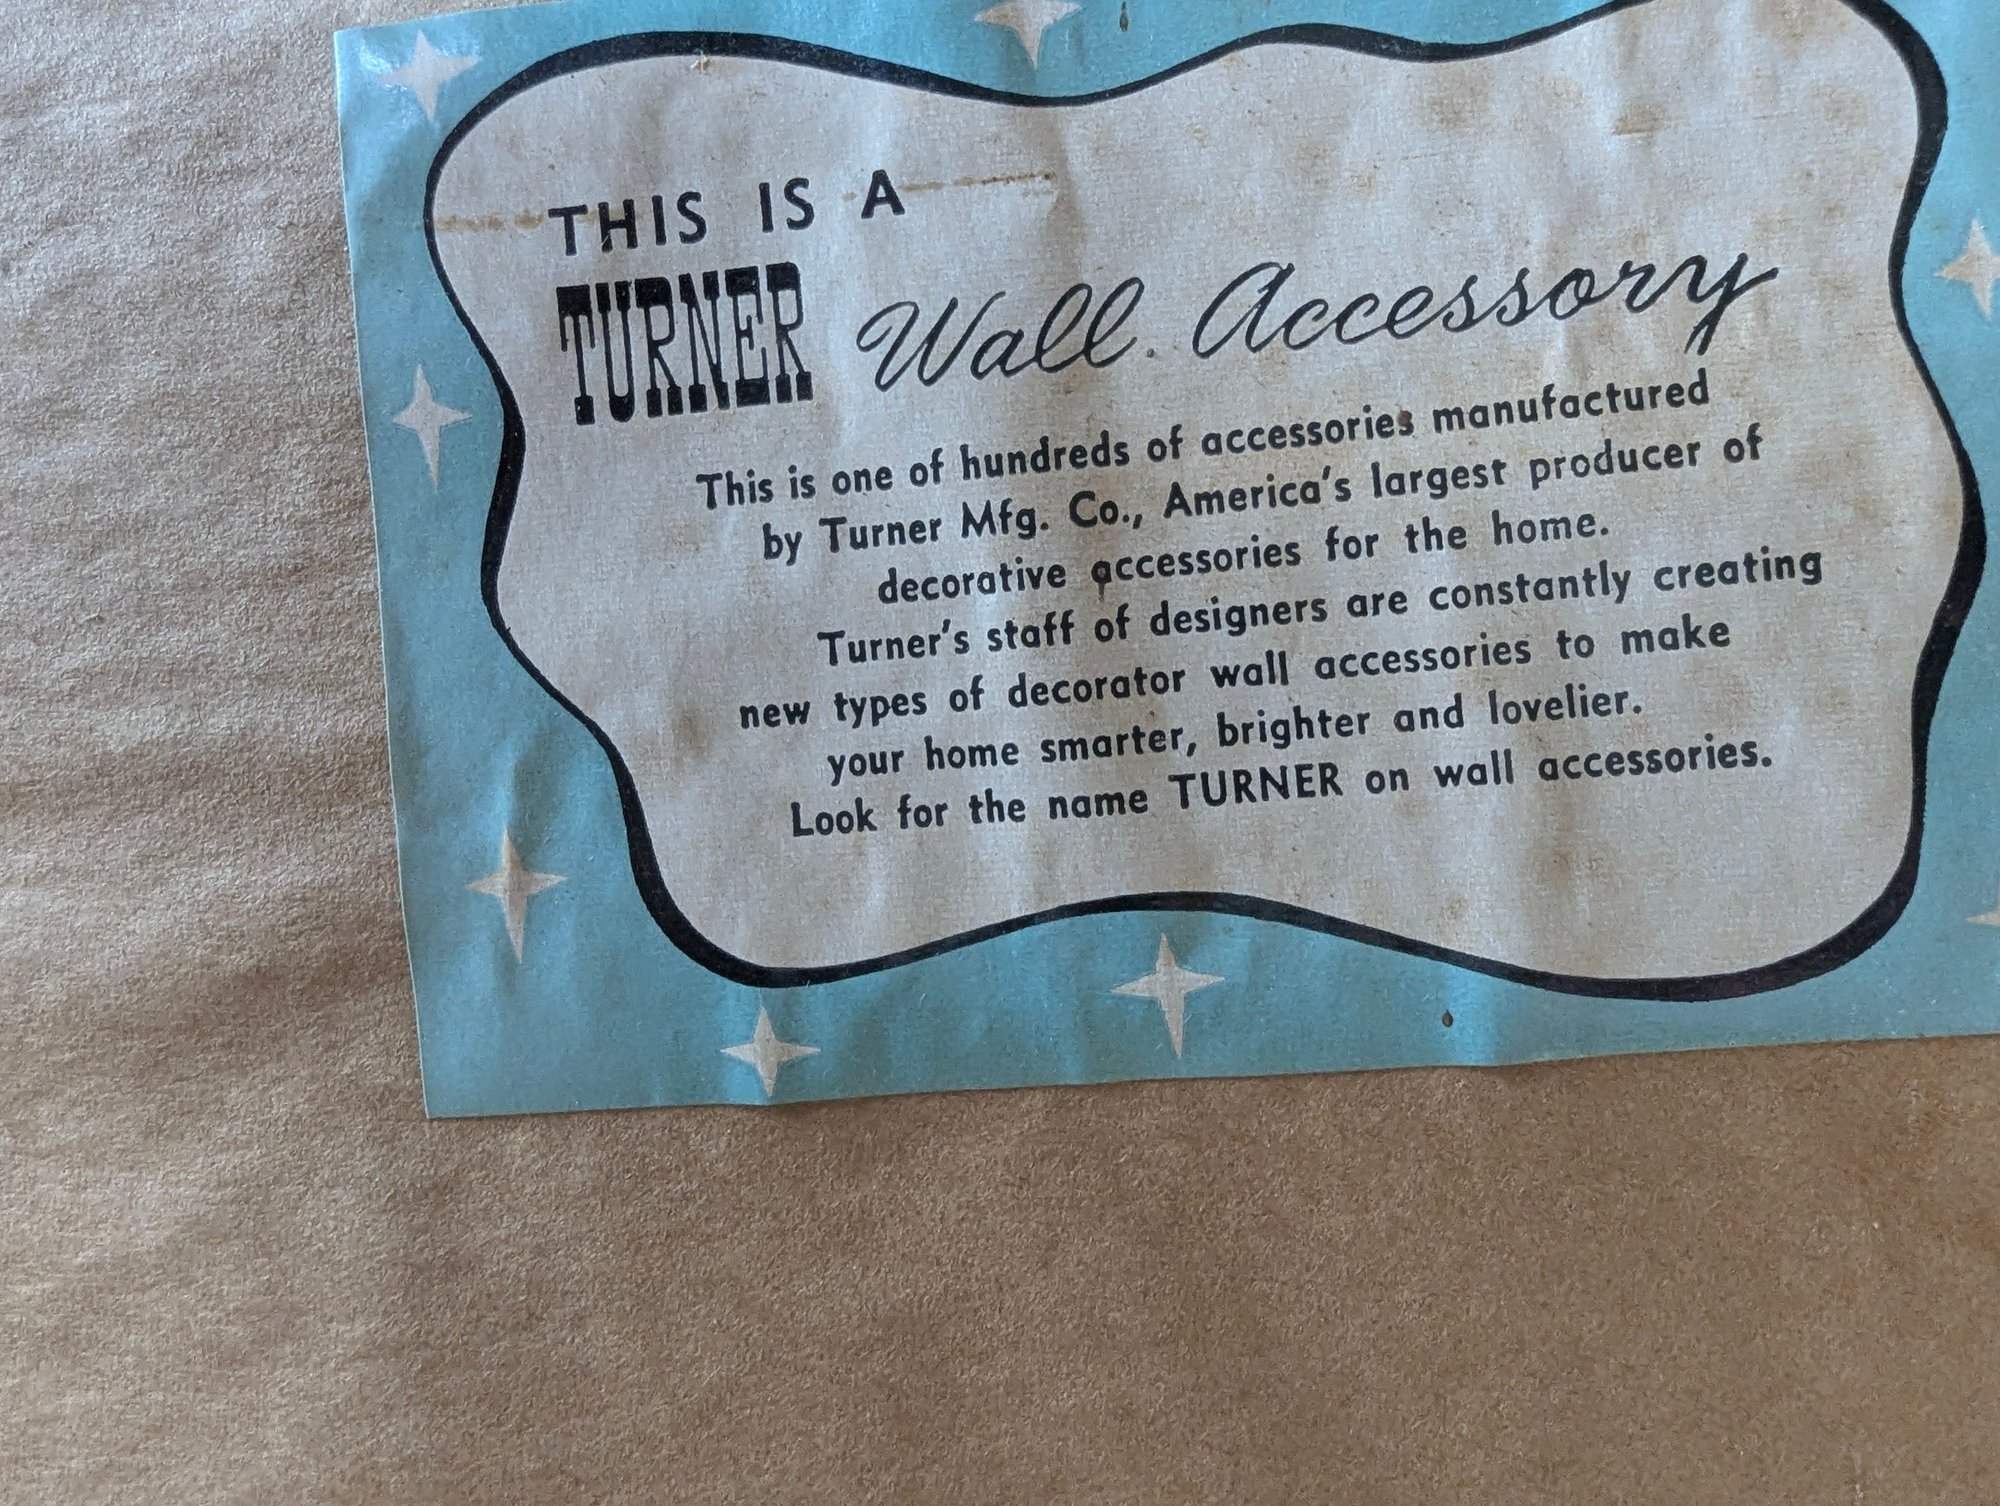 THIS IS A
TURNER Wall Accessory
This is one of hundreds of accessories manufactured
by Turner Mfg. Co., America's largest producer of
decorative accessories for the home.
Turner's staff of designers are constantly creating
new types of decorator wall accessories to make
your home smarter, brighter and lovelier.
Look for the name TURNER on wall accessories.